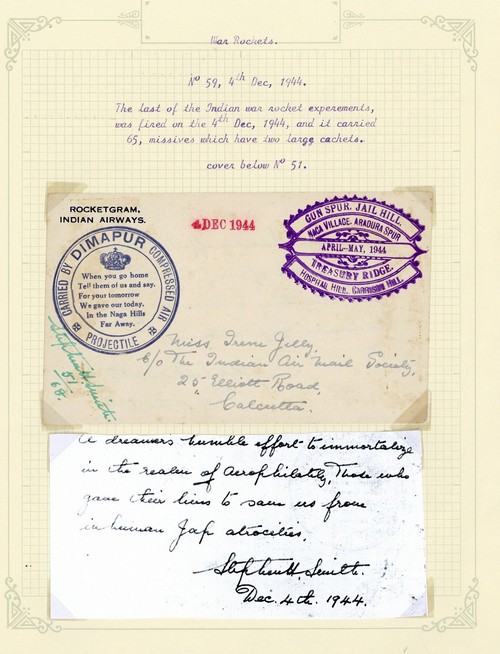 War Rockets.
Nº 59, 4th Dec, 1944.
The last of the Indian war rocket experements,
was fired on the 4th Dec, 1944, and it carried
65, missives which have two large cachets.
cover below Nº 51.
ROCKETGRAM,
INDIAN AIRWAYS.
4 DEC 1944
GUN SPUR. JAIL HILL.
NAGA VILLAGE. ARADURA SPUR
APRIL-MAY, 1944
TREASURY RIDGE.
HOSPITAL HILL. GARRISON HILL.
CARRIED BY DIMAPUR COMPRESSED AIR
PROJECTILE
When you go home
Tell them of us and say.
For your tomorrow
We gave our today.
In the Naga Hills
Far Away.
Stephen H. Smith.
51
68.
Miss Irene Jelly,
c/o The Indian Air Mail Society,
25 Elliott Road,
Calcutta.
A dreamers humble effort to immortalize
in the realm of Aerophilately, Those who
gave their lives to save us from
in human Jap atrocities.
Stephen H. Smith.
Dec. 4th. 1944.